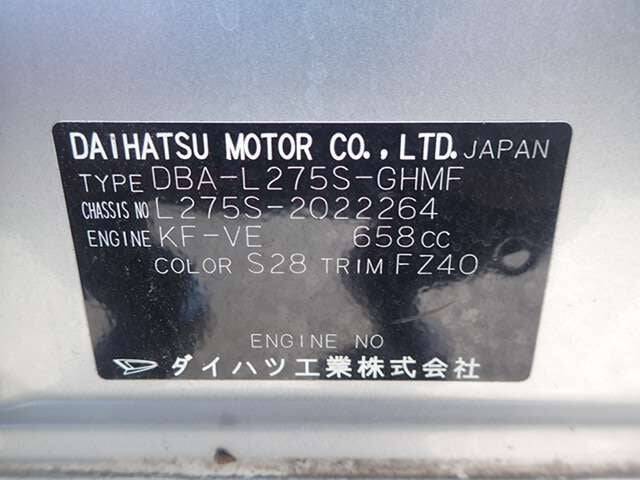 DAIHATSU MOTOR CO., LTD. JAPAN
TYPE DBA-L275S-GHMF
CHASSIS NO L275S-2022264
ENGINE KF-VE 658CC
COLOR S28 TRIM FZ40
ENGINE NO
ダイハツ工業株式会社